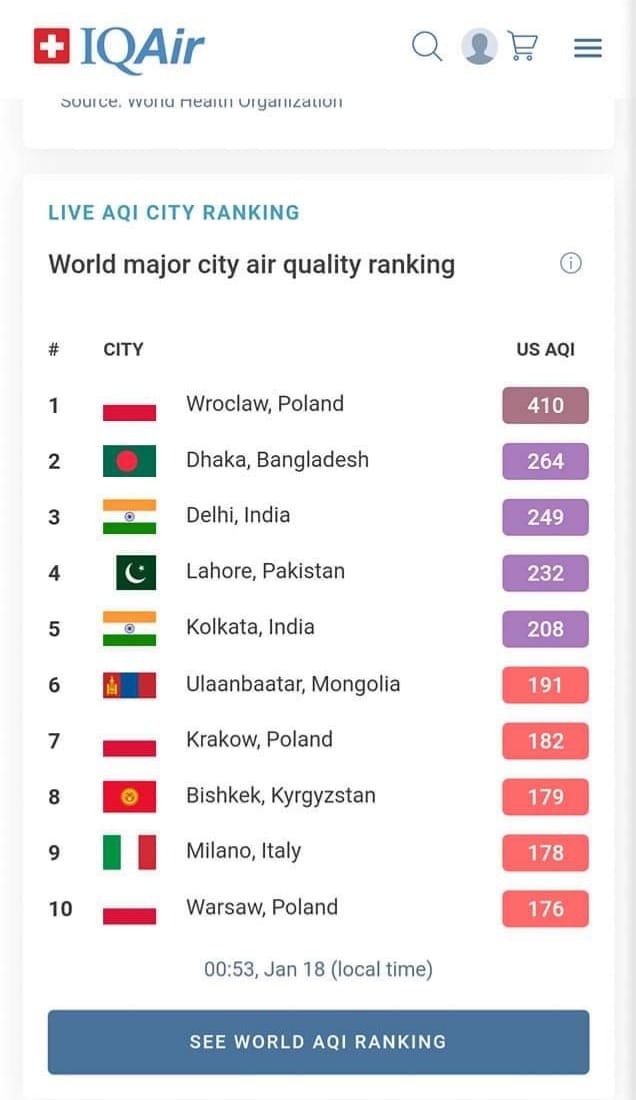 IQAir
Source: World Health Organization
LIVE AQI CITY RANKING
World major city air quality ranking
# CITY US AQI
1 Wroclaw, Poland 410
2 Dhaka, Bangladesh 264
3 Delhi, India 249
4 Lahore, Pakistan 232
5 Kolkata, India 208
6 Ulaanbaatar, Mongolia 191
7 Krakow, Poland 182
8 Bishkek, Kyrgyzstan 179
9 Milano, Italy 178
10 Warsaw, Poland 176
00:53, Jan 18 (local time)
SEE WORLD AQI RANKING